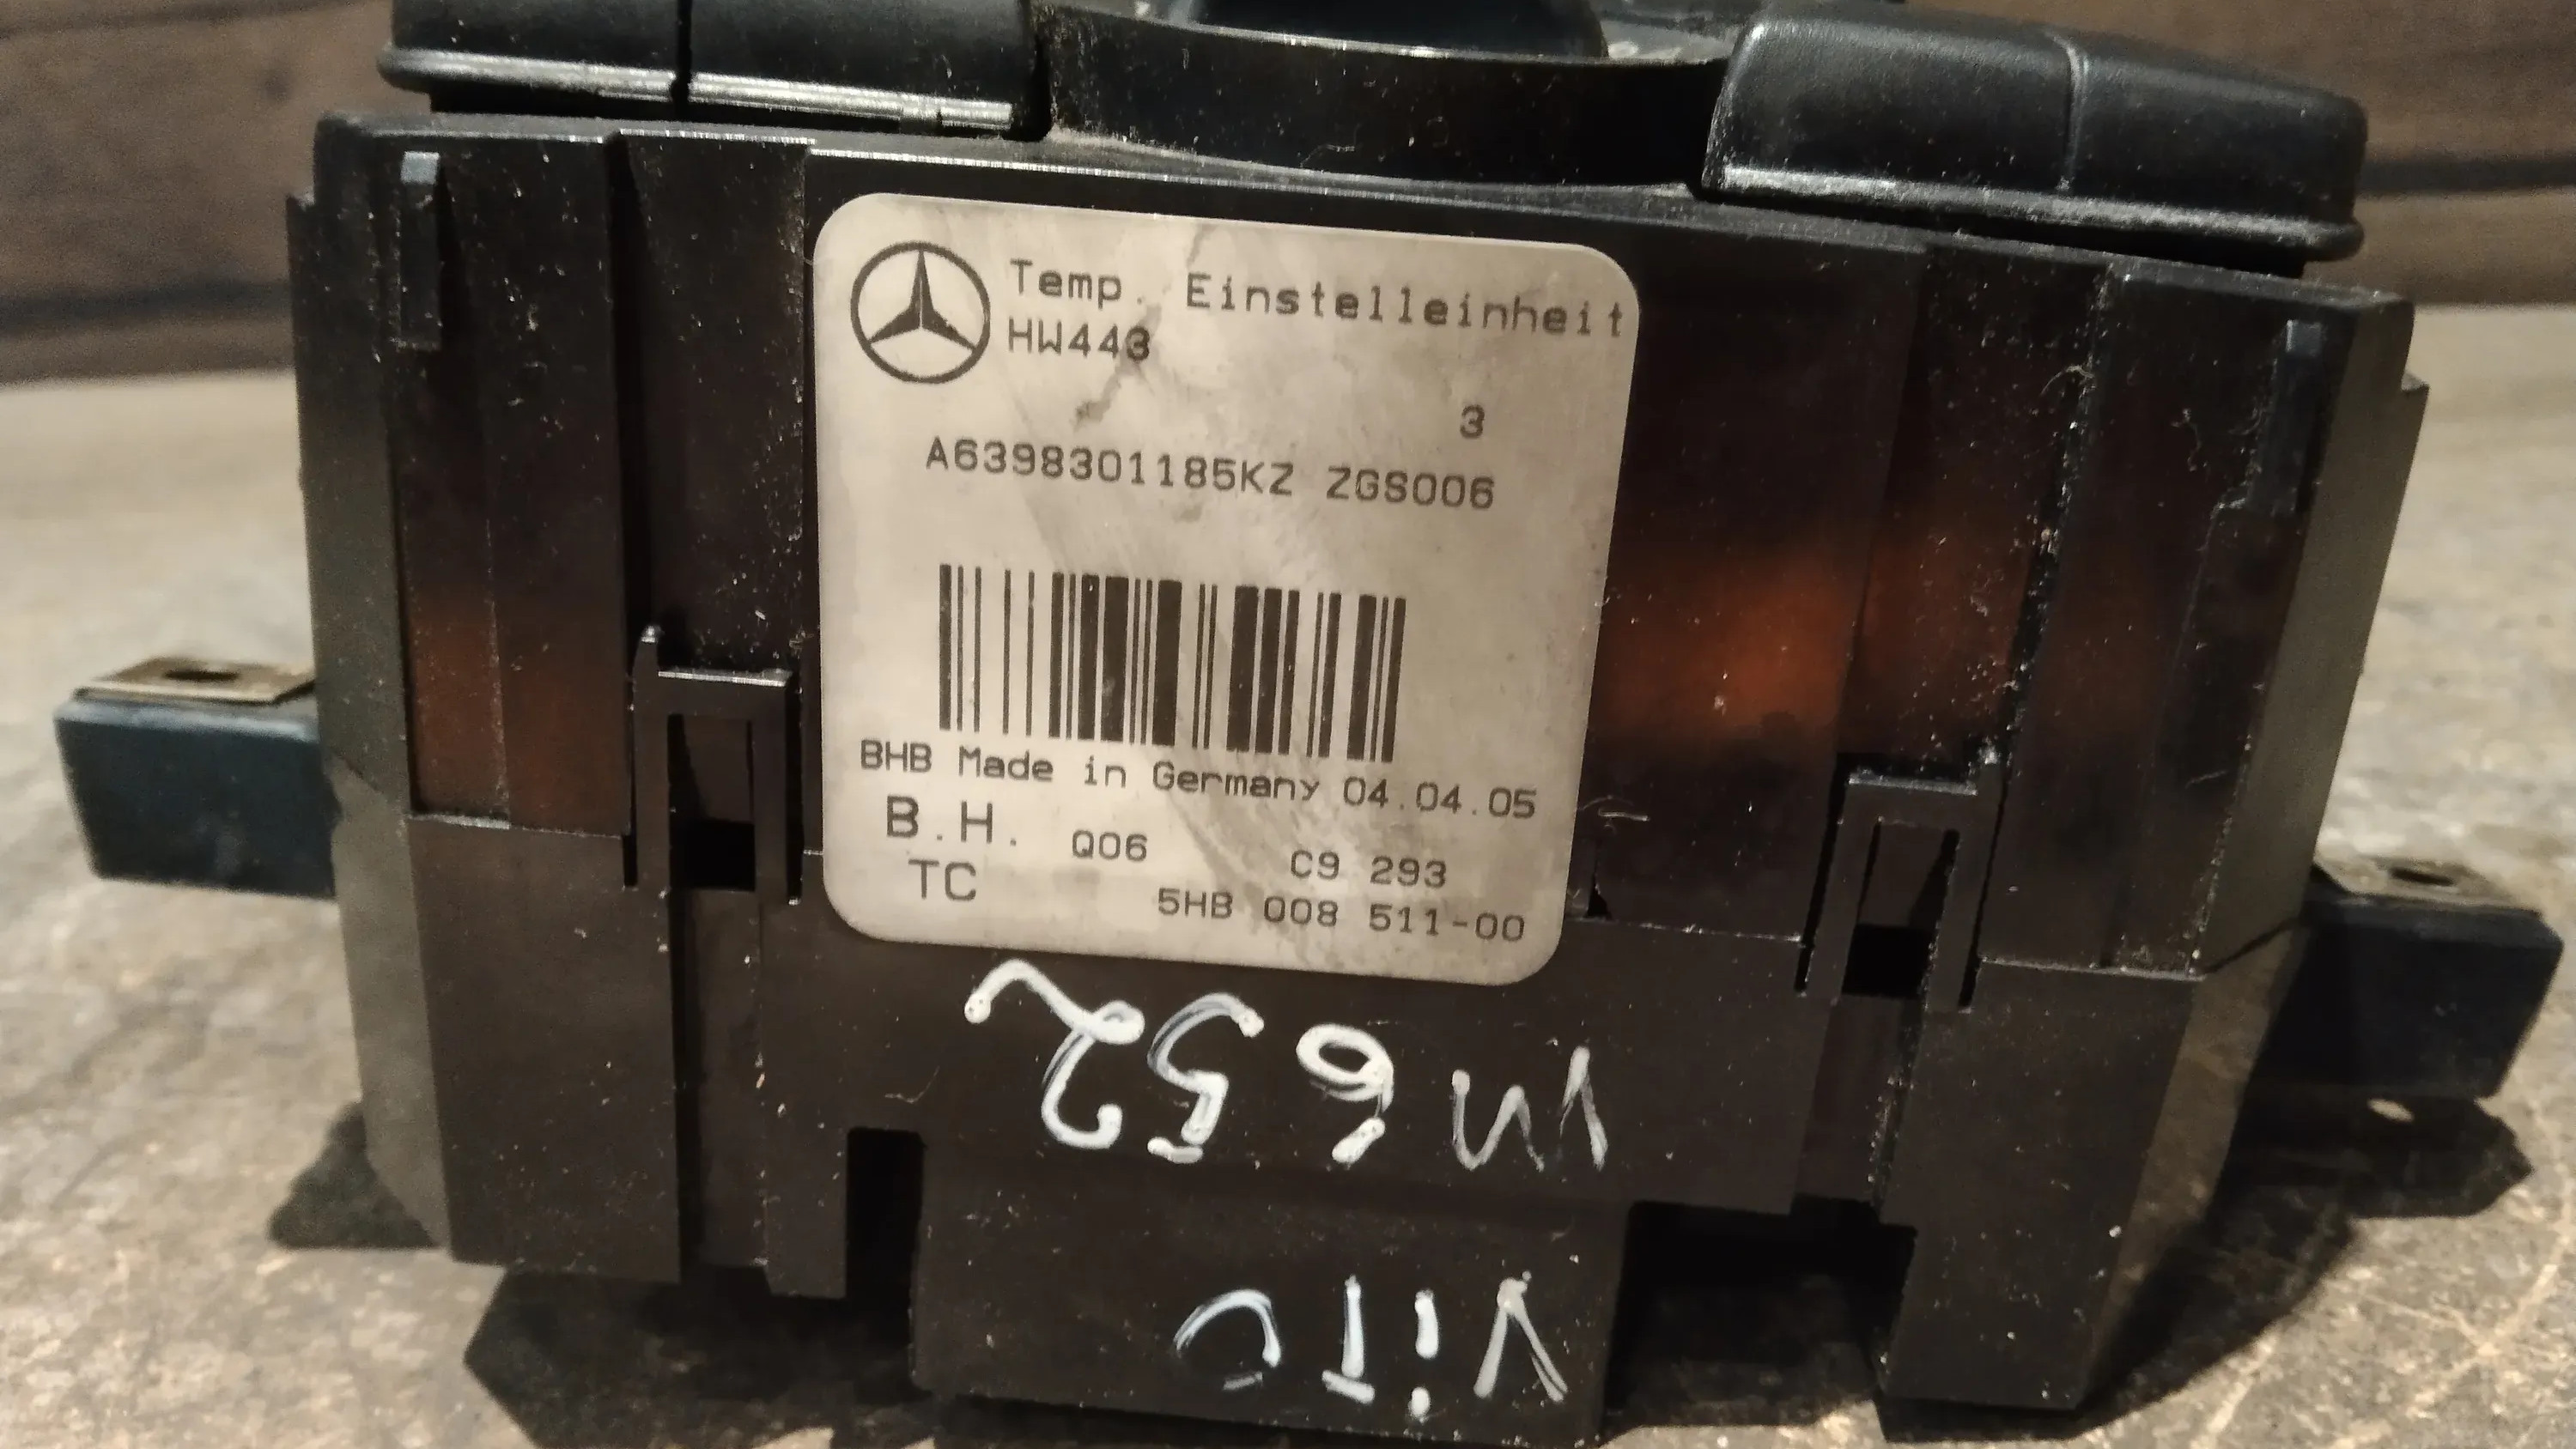 Temp. Einstelleinheit
HW443
3
A6398301185KZ ZGS006
BHB Made in Germany 04.04.05
B.H. Q06 C9 293
TC 5HB 008 511-00
ViTO